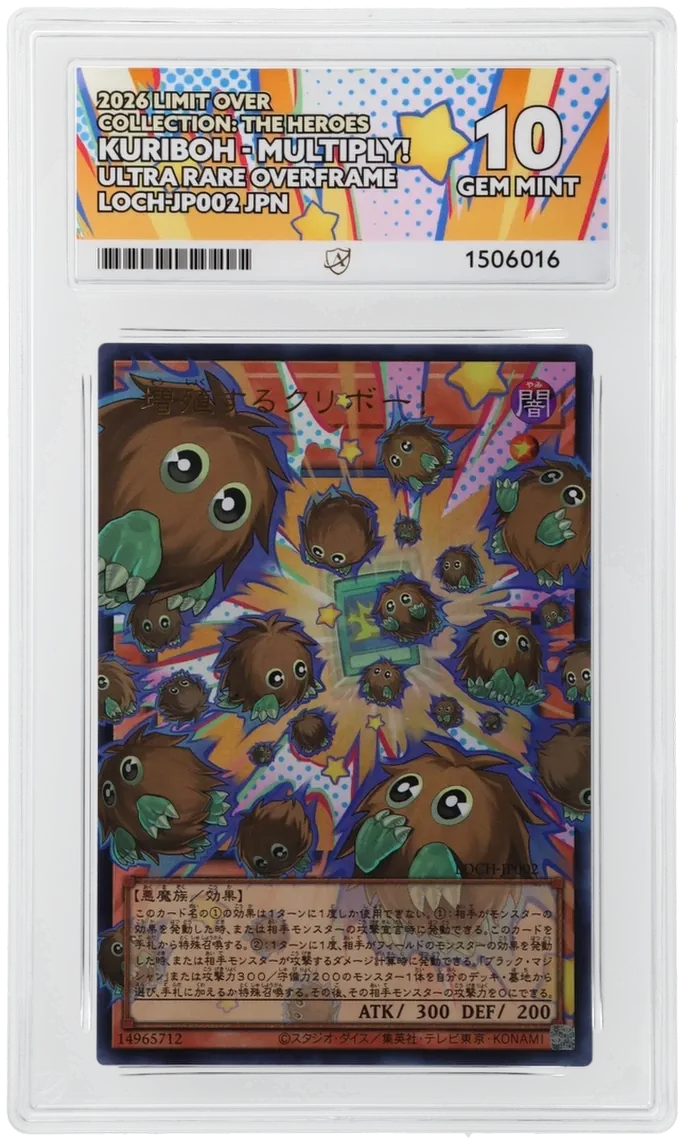 2026 LIMIT OVER
COLLECTION: THE HEROES
KURIBOH - MULTIPLY!
ULTRA RARE OVERFRAME
LOCH-JP002 JPN
10
GEM MINT
1506016
増殖するクリボー!
やみ
闇
LOCH-JP002
【悪魔族/効果】
このカード名の①の効果は1ターンに1度しか使用できない。①:相手がモンスターの
効果を発動した時、または相手モンスターの攻撃宣言時に発動できる。このカードを
手札から特殊召喚する。②:1ターンに1度、相手がフィールドのモンスターの効果を発動
した時、または相手モンスターが攻撃するダメージ計算時に発動できる。「ブラック・マジ
シャン」または攻撃力300/守備力200のモンスター1体を自分のデッキ・墓地から
選び、手札に加えるか特殊召喚する。その後、その相手モンスターの攻撃力を0にできる。
ATK/ 300 DEF/ 200
14965712
©スタジオ・ダイス/集英社・テレビ東京・KONAMI